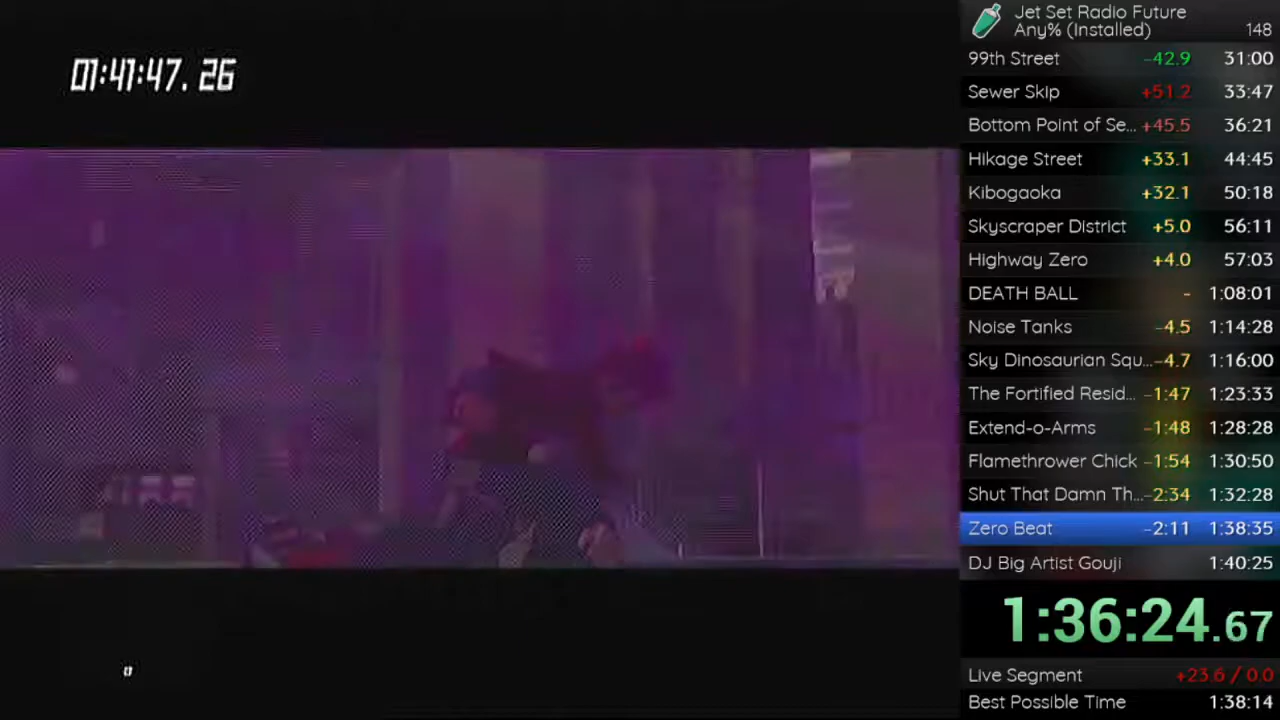 01:41:47. 26
Jet Set Radio Future
Any% (Installed) 148
99th Street -42.9 31:00
Sewer Skip +51.2 33:47
Bottom Point of Se... +45.5 36:21
Hikage Street +33.1 44:45
Kibogaoka +32.1 50:18
Skyscraper District +5.0 56:11
Highway Zero +4.0 57:03
DEATH BALL - 1:08:01
Noise Tanks -4.5 1:14:28
Sky Dinosaurian Squ... -4.7 1:16:00
The Fortified Resid... -1:47 1:23:33
Extend-o-Arms -1:48 1:28:28
Flamethrower Chick -1:54 1:30:50
Shut That Damn Th... -2:34 1:32:28
Zero Beat -2:11 1:38:35
DJ Big Artist Gouji 1:40:25
1:36:24.67
Live Segment +23.6 / 0.0
Best Possible Time 1:38:14